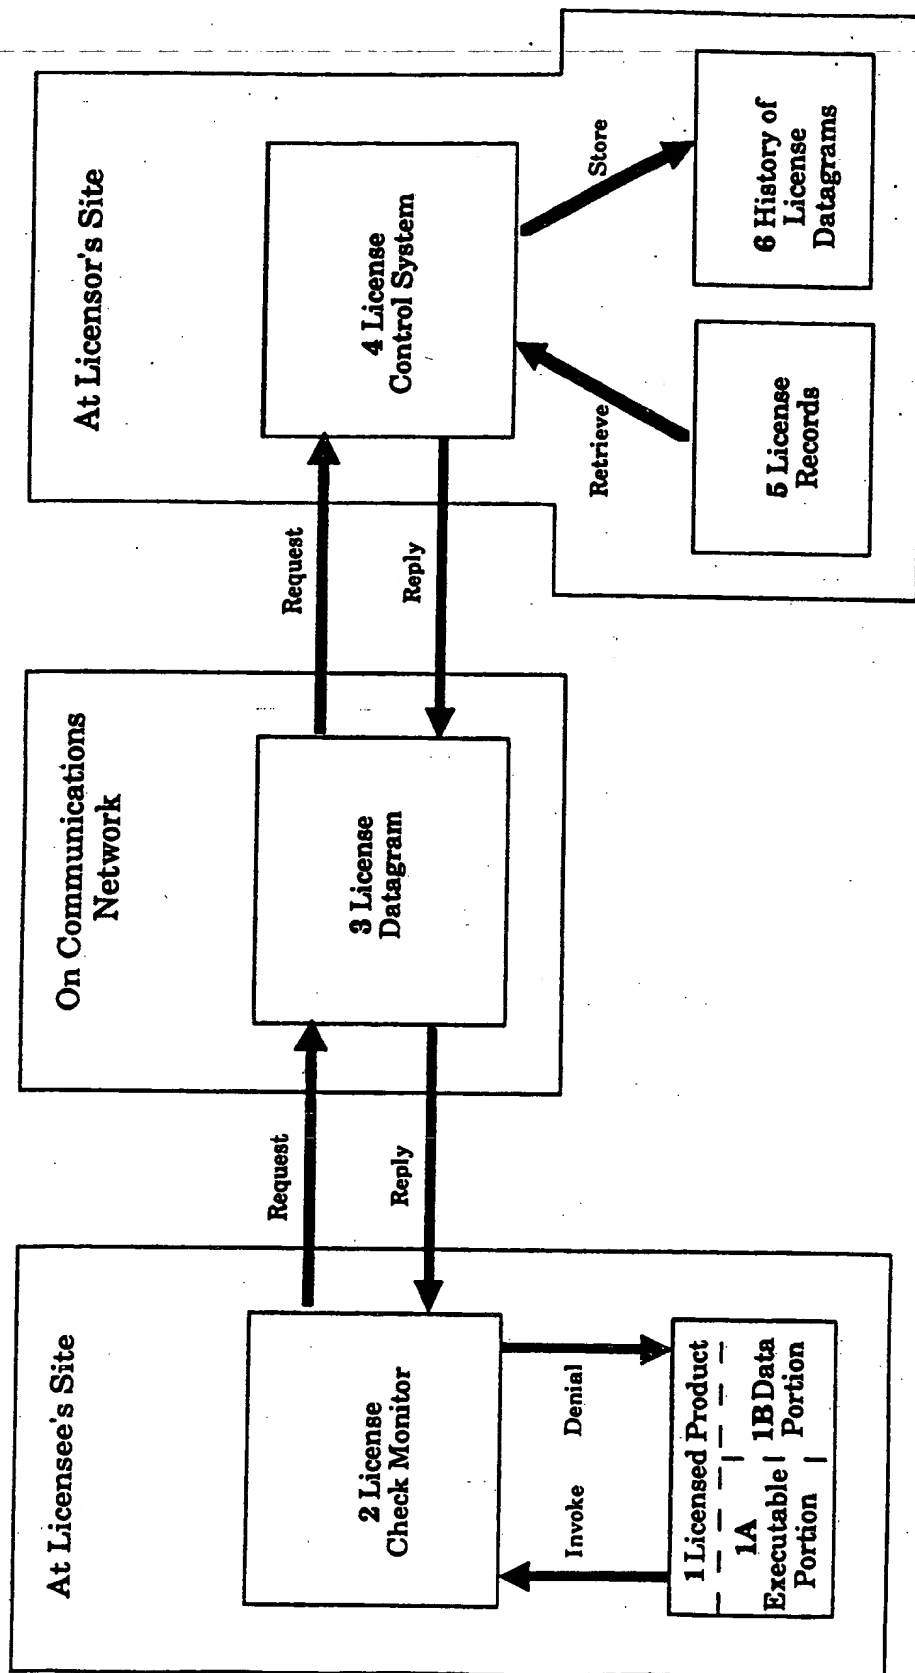 At Licensee's Site
2 License
Check Monitor
Invoke
Denial
1 Licensed Product
1A
Executable
Portion
1B Data
Portion
Request
Reply
On Communications
Network
3 License
Datagram
Request
Reply
At Licensor's Site
4 License
Control System
Retrieve
Store
5 License
Records
6 History of
License
Datagrams